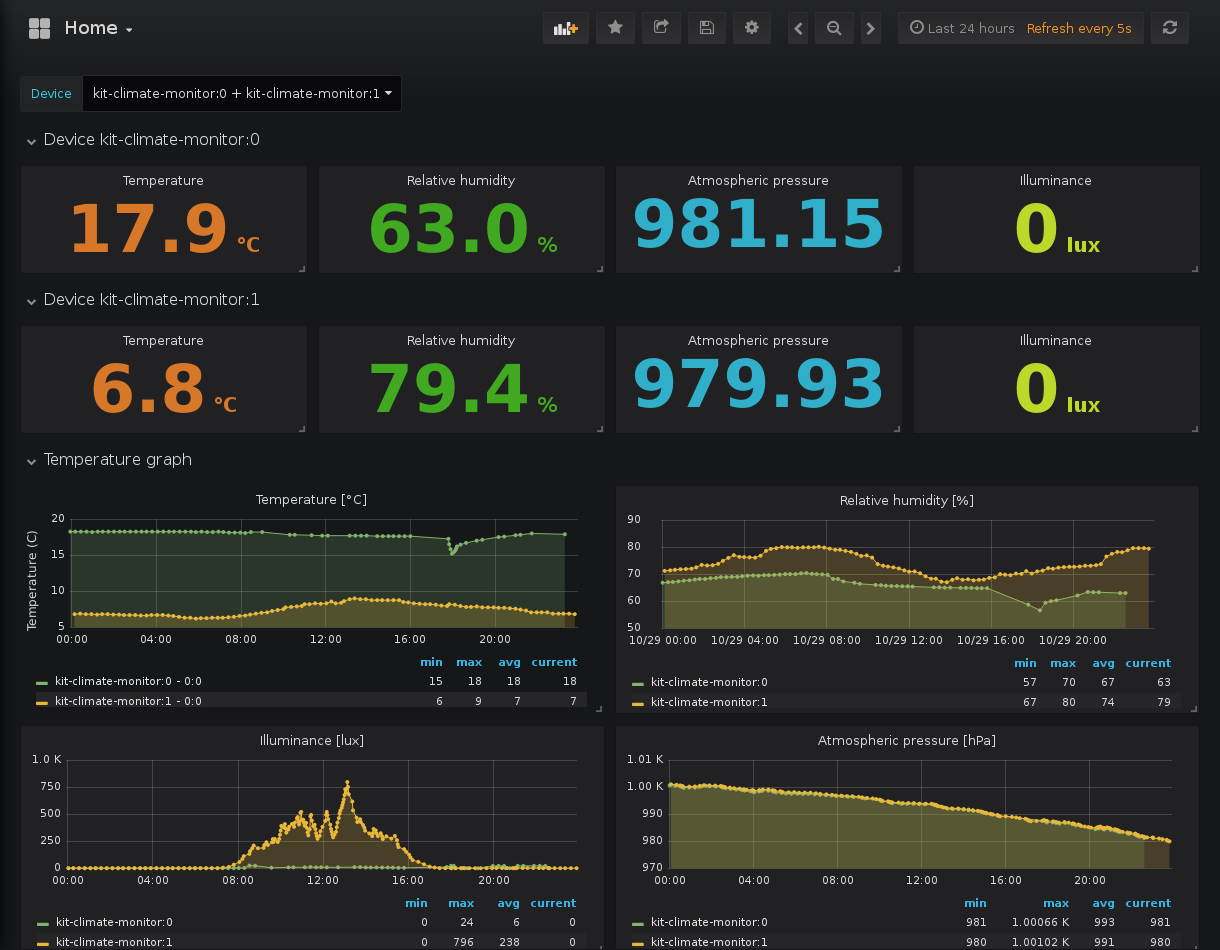 Home
Last 24 hours Refresh every 5s
Device kit-climate-monitor:0 + kit-climate-monitor:1
Device kit-climate-monitor:0
Temperature Relative humidity Atmospheric pressure Illuminance
17.9 °C 63.0 % 981.15 0 lux
Device kit-climate-monitor:1
Temperature Relative humidity Atmospheric pressure Illuminance
6.8 °C 79.4 % 979.93 0 lux
Temperature graph
Temperature [°C]
Temperature (C)
20
15
10
5
00:00 04:00 08:00 12:00 16:00 20:00
min max avg current
kit-climate-monitor:0 - 0:0 15 18 18 18
kit-climate-monitor:1 - 0:0 6 9 7 7
Relative humidity [%]
90
80
70
60
50
10/29 00:00 10/29 04:00 10/29 08:00 10/29 12:00 10/29 16:00 10/29 20:00
min max avg current
kit-climate-monitor:0 57 70 67 63
kit-climate-monitor:1 67 80 74 79
Illuminance [lux]
1.0 K
750
500
250
0
00:00 04:00 08:00 12:00 16:00 20:00
min max avg current
kit-climate-monitor:0 0 24 6 0
kit-climate-monitor:1 0 796 238 0
Atmospheric pressure [hPa]
1.01 K
1.00 K
990
980
970
00:00 04:00 08:00 12:00 16:00 20:00
min max avg current
kit-climate-monitor:0 981 1.00066 K 993 981
kit-climate-monitor:1 980 1.00102 K 991 980